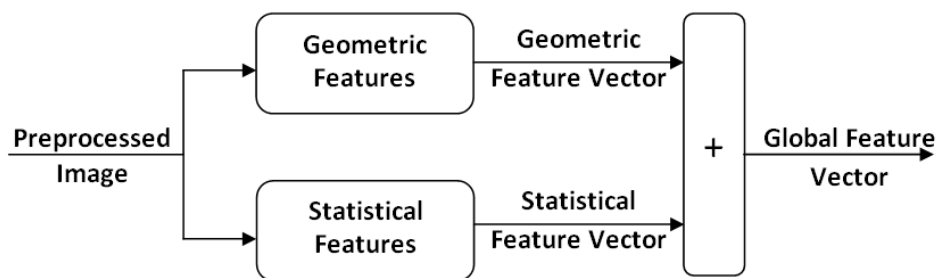 Preprocessed
Image
Geometric
Features
Geometric
Feature Vector
Statistical
Features
Statistical
Feature Vector
+
Global Feature
Vector